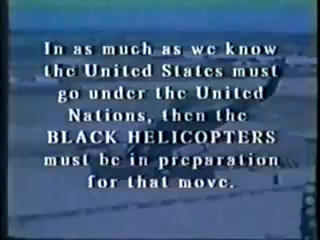 In as much as we know
the United States must
go under the United
Nations, then the
BLACK HELICOPTERS
must be in preparation
for that move.